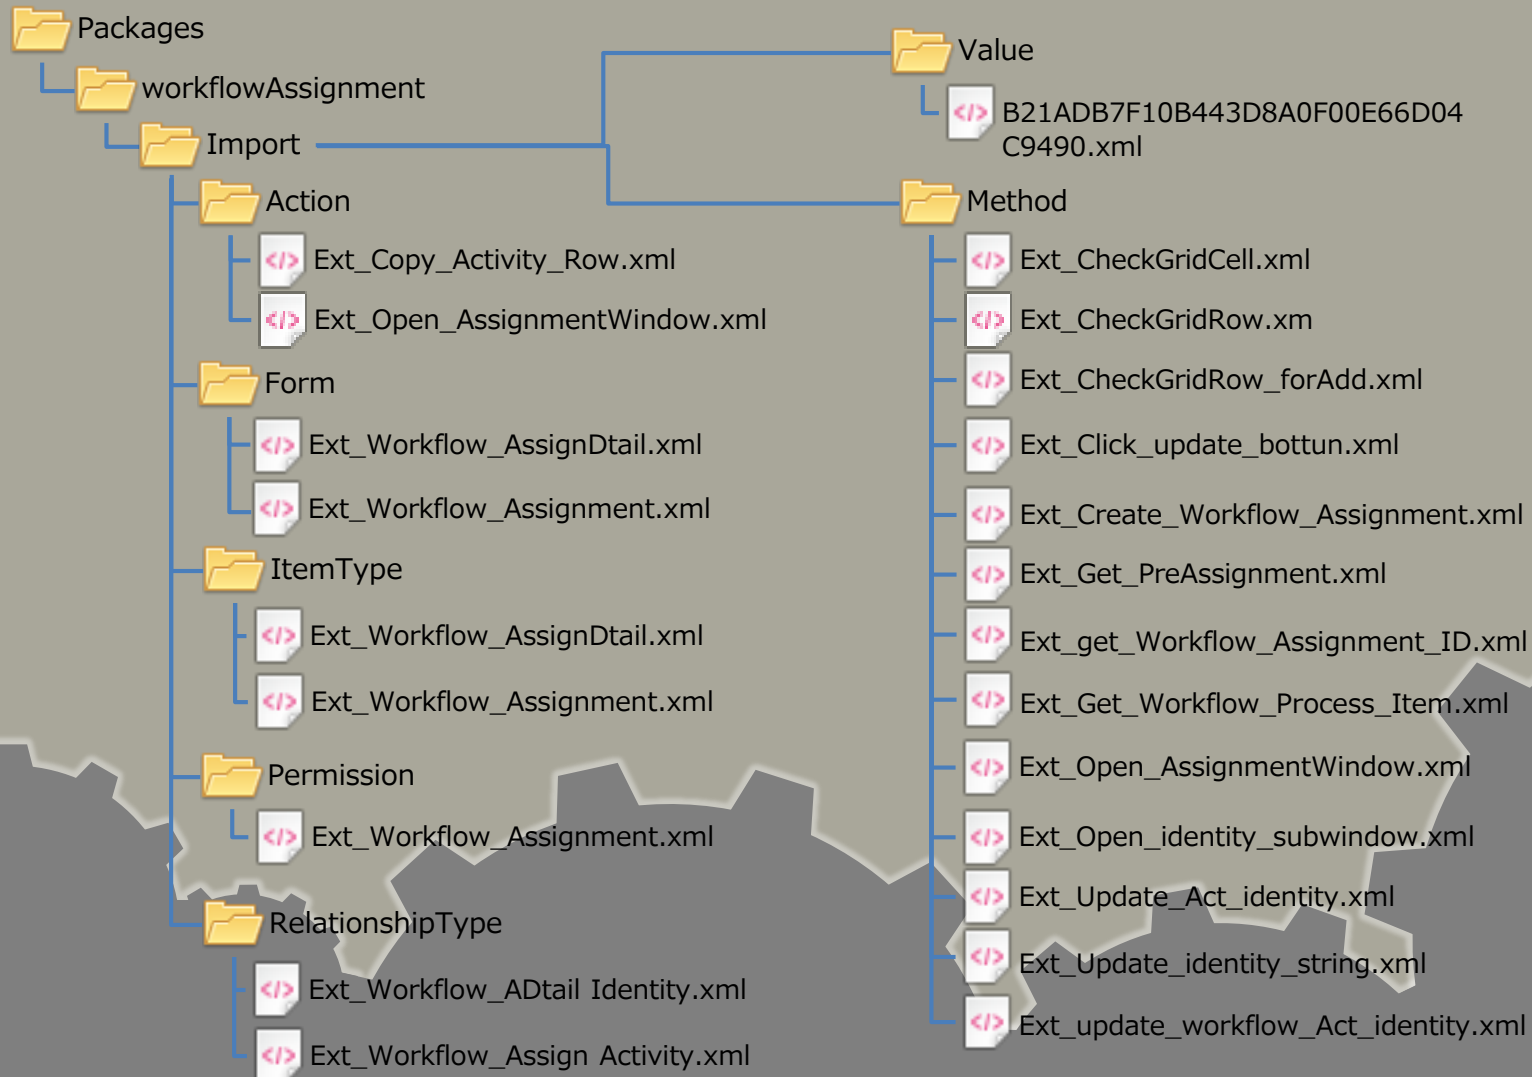 Packages
workflowAssignment
Import
Action
Ext_Copy_Activity_Row.xml
Ext_Open_AssignmentWindow.xml
Form
Ext_Workflow_AssignDtail.xml
Ext_Workflow_Assignment.xml
ItemType
Ext_Workflow_AssignDtail.xml
Ext_Workflow_Assignment.xml
Permission
Ext_Workflow_Assignment.xml
RelationshipType
Ext_Workflow_ADtail Identity.xml
Ext_Workflow_Assign Activity.xml
Value
B21ADB7F10B443D8A0F00E66D04
C9490.xml
Method
Ext_CheckGridCell.xml
Ext_CheckGridRow.xm
Ext_CheckGridRow_forAdd.xml
Ext_Click_update_bottun.xml
Ext_Create_Workflow_Assignment.xml
Ext_Get_PreAssignment.xml
Ext_get_Workflow_Assignment_ID.xml
Ext_Get_Workflow_Process_Item.xml
Ext_Open_AssignmentWindow.xml
Ext_Open_identity_subwindow.xml
Ext_Update_Act_identity.xml
Ext_Update_identity_string.xml
Ext_update_workflow_Act_identity.xml